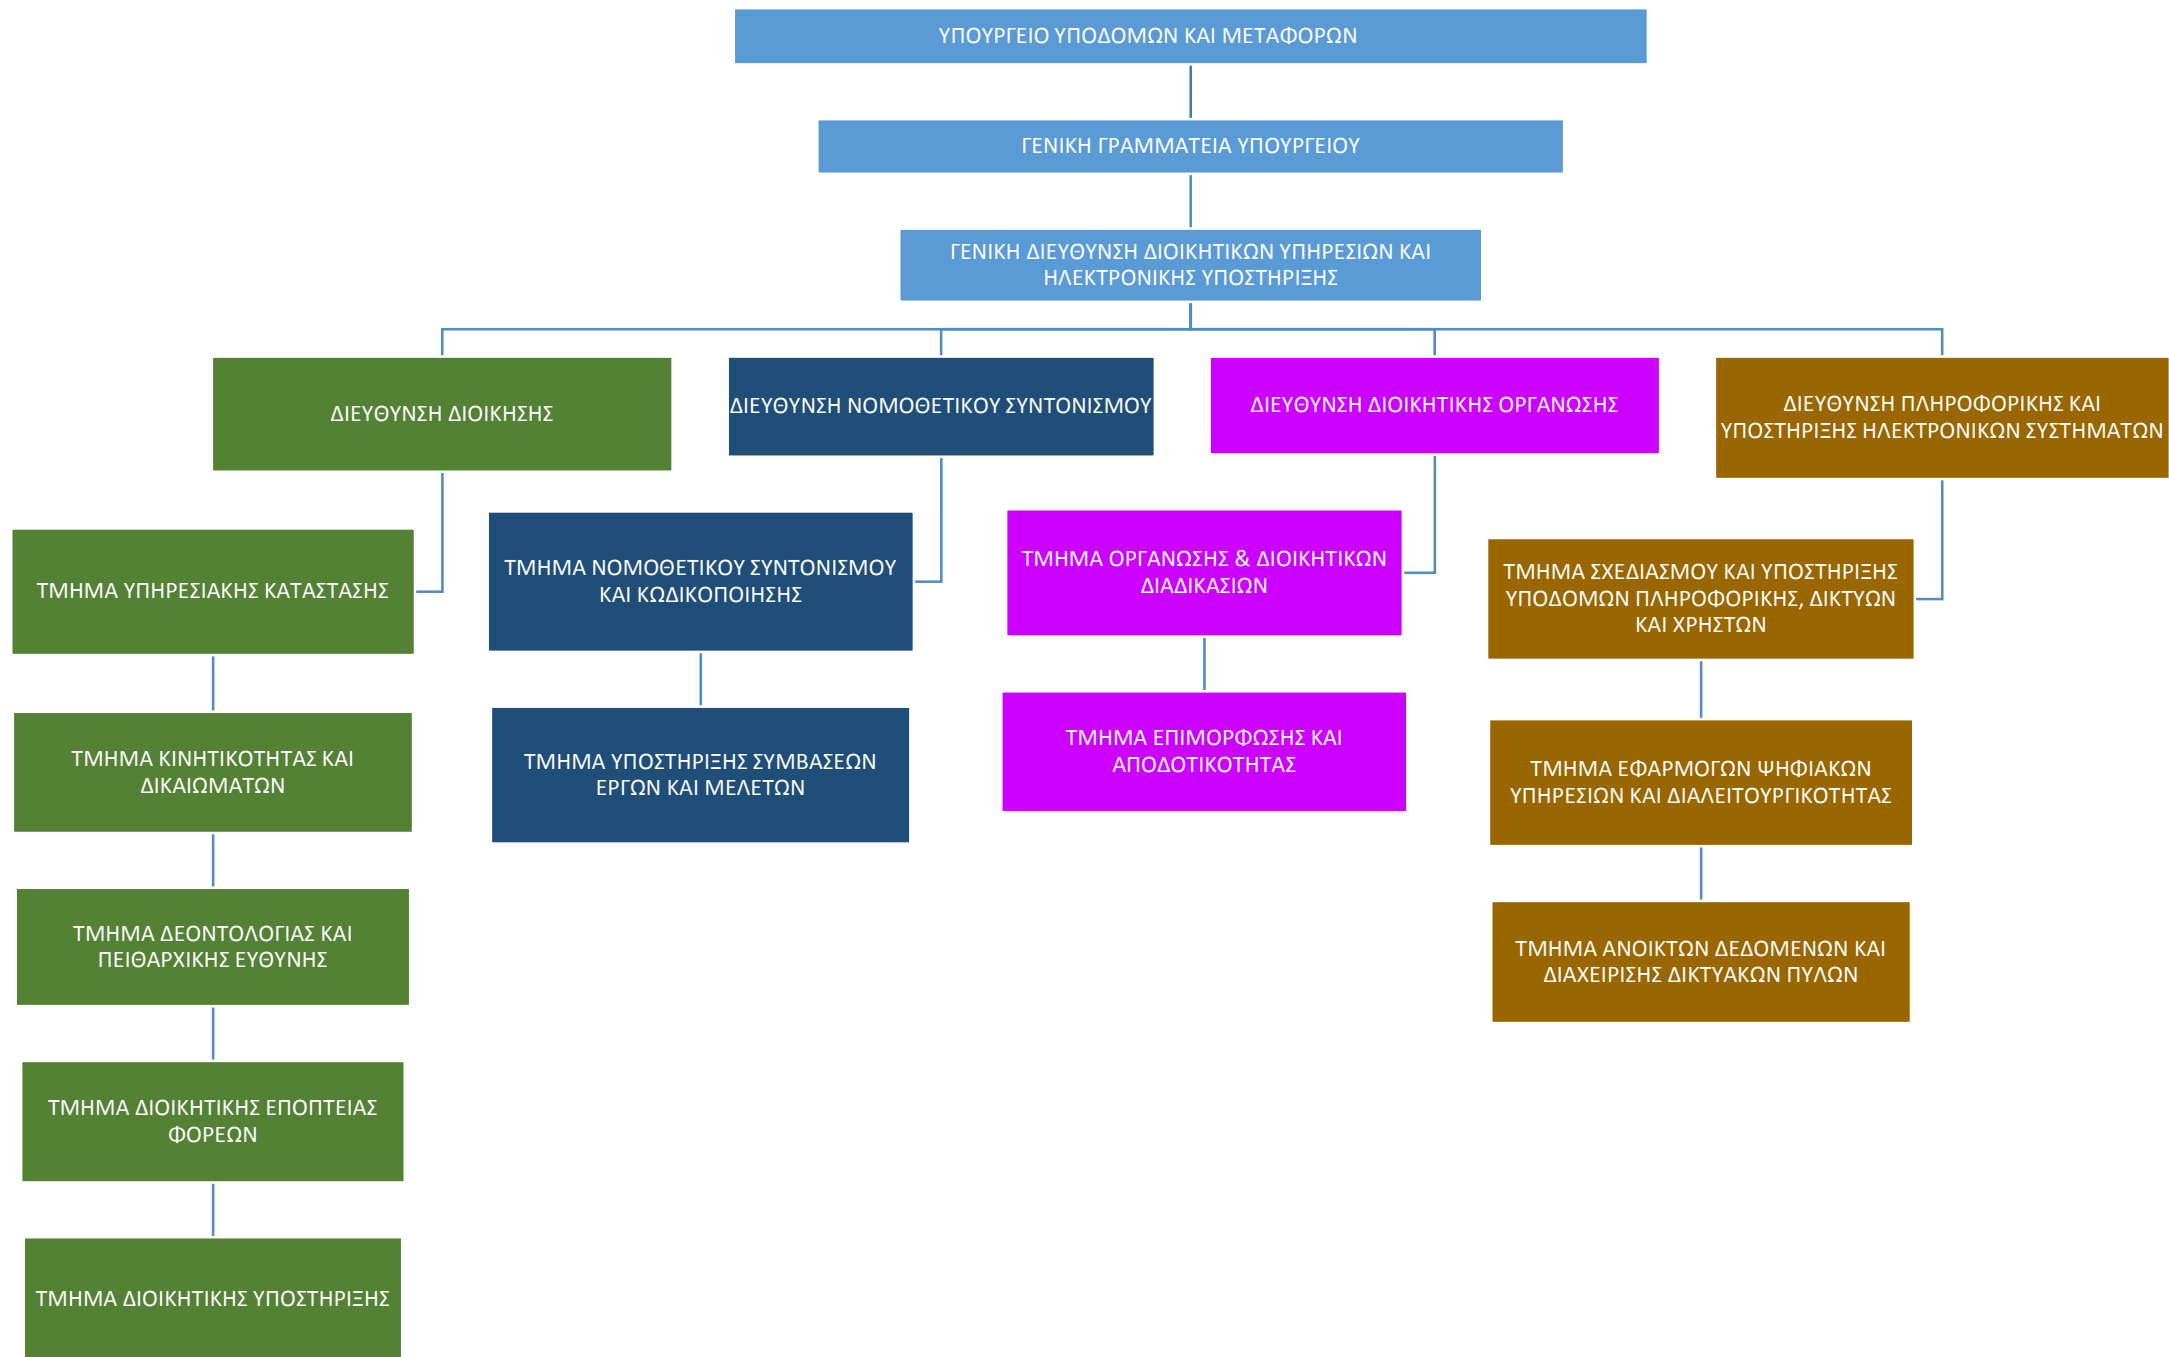 ΥΠΟΥΡΓΕΙΟ ΥΠΟΔΟΜΩΝ ΚΑΙ ΜΕΤΑΦΟΡΩΝ
ΓΕΝΙΚΗ ΓΡΑΜΜΑΤΕΙΑ ΥΠΟΥΡΓΕΙΟΥ
ΓΕΝΙΚΗ ΔΙΕΥΘΥΝΣΗ ΔΙΟΙΚΗΤΙΚΩΝ ΥΠΗΡΕΣΙΩΝ ΚΑΙ
ΗΛΕΚΤΡΟΝΙΚΗΣ ΥΠΟΣΤΗΡΙΞΗΣ
ΔΙΕΥΘΥΝΣΗ ΔΙΟΙΚΗΣΗΣ
ΤΜΗΜΑ ΥΠΗΡΕΣΙΑΚΗΣ ΚΑΤΑΣΤΑΣΗΣ
ΤΜΗΜΑ ΚΙΝΗΤΙΚΟΤΗΤΑΣ ΚΑΙ
ΔΙΚΑΙΩΜΑΤΩΝ
ΤΜΗΜΑ ΔΕΟΝΤΟΛΟΓΙΑΣ ΚΑΙ
ΠΕΙΘΑΡΧΙΚΗΣ ΕΥΘΥΝΗΣ
ΤΜΗΜΑ ΔΙΟΙΚΗΤΙΚΗΣ ΕΠΟΠΤΕΙΑΣ
ΦΟΡΕΩΝ
ΤΜΗΜΑ ΔΙΟΙΚΗΤΙΚΗΣ ΥΠΟΣΤΗΡΙΞΗΣ
ΔΙΕΥΘΥΝΣΗ ΝΟΜΟΘΕΤΙΚΟΥ ΣΥΝΤΟΝΙΣΜΟΥ
ΤΜΗΜΑ ΝΟΜΟΘΕΤΙΚΟΥ ΣΥΝΤΟΝΙΣΜΟΥ
ΚΑΙ ΚΩΔΙΚΟΠΟΙΗΣΗΣ
ΤΜΗΜΑ ΥΠΟΣΤΗΡΙΞΗΣ ΣΥΜΒΑΣΕΩΝ
ΕΡΓΩΝ ΚΑΙ ΜΕΛΕΤΩΝ
ΔΙΕΥΘΥΝΣΗ ΔΙΟΙΚΗΤΙΚΗΣ ΟΡΓΑΝΩΣΗΣ
ΤΜΗΜΑ ΟΡΓΑΝΩΣΗΣ & ΔΙΟΙΚΗΤΙΚΩΝ
ΔΙΑΔΙΚΑΣΙΩΝ
ΤΜΗΜΑ ΕΠΙΜΟΡΦΩΣΗΣ ΚΑΙ
ΑΠΟΔΟΤΙΚΟΤΗΤΑΣ
ΔΙΕΥΘΥΝΣΗ ΠΛΗΡΟΦΟΡΙΚΗΣ ΚΑΙ
ΥΠΟΣΤΗΡΙΞΗΣ ΗΛΕΚΤΡΟΝΙΚΩΝ ΣΥΣΤΗΜΑΤΩΝ
ΤΜΗΜΑ ΣΧΕΔΙΑΣΜΟΥ ΚΑΙ ΥΠΟΣΤΗΡΙΞΗΣ
ΥΠΟΔΟΜΩΝ ΠΛΗΡΟΦΟΡΙΚΗΣ, ΔΙΚΤΥΩΝ
ΚΑΙ ΧΡΗΣΤΩΝ
ΤΜΗΜΑ ΕΦΑΡΜΟΓΩΝ ΨΗΦΙΑΚΩΝ
ΥΠΗΡΕΣΙΩΝ ΚΑΙ ΔΙΑΛΕΙΤΟΥΡΓΙΚΟΤΗΤΑΣ
ΤΜΗΜΑ ΑΝΟΙΚΤΩΝ ΔΕΔΟΜΕΝΩΝ ΚΑΙ
ΔΙΑΧΕΙΡΙΣΗΣ ΔΙΚΤΥΑΚΩΝ ΠΥΛΩΝ